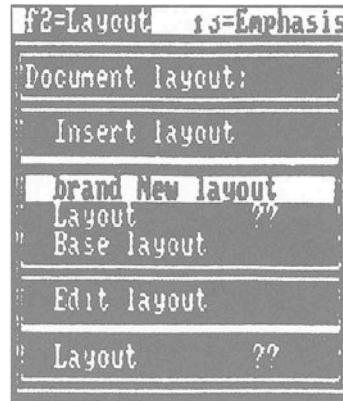 f2=Layout f3=Emphasis
Document layout:
Insert layout
brand New layout
Layout ??
Base layout
Edit layout
Layout ??